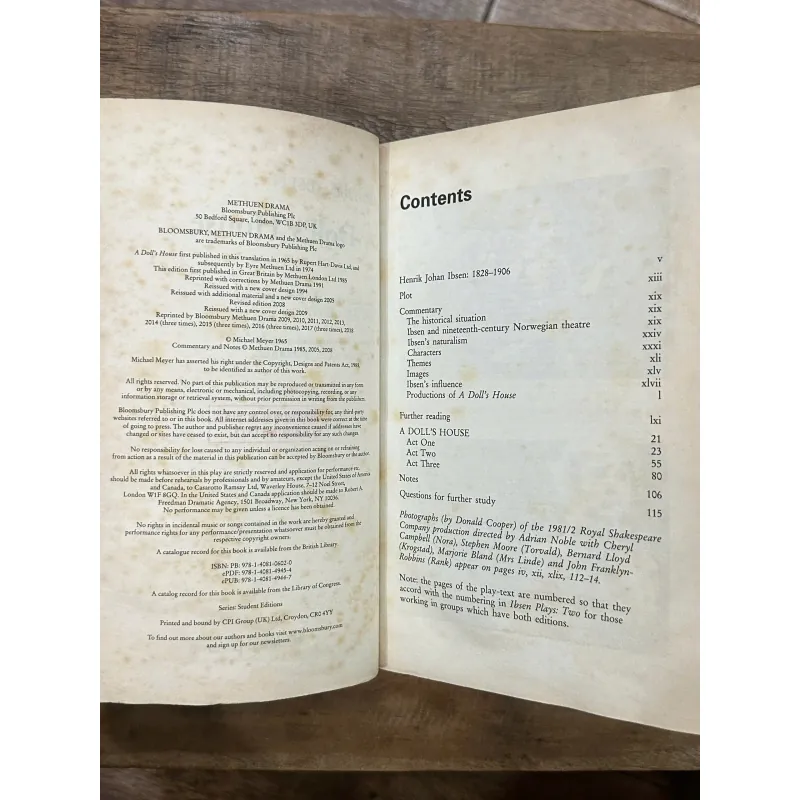 METHUEN DRAMA
Bloomsbury Publishing Plc
50 Bedford Square, London, WC1B 3DP, UK
BLOOMSBURY, METHUEN DRAMA and the Methuen Drama logo
are trademarks of Bloomsbury Publishing Plc
A Doll's House first published in this translation in 1965 by Rupert Hart-Davis Ltd, and
subsequently by Eyre Methuen Ltd in 1974
This edition first published in Great Britain by Methuen London Ltd 1985
Reprinted with corrections by Methuen Drama 1991
Reissued with a new cover design 1994
Reissued with additional material and a new cover design 2005
Revised edition 2008
Reissued with a new cover design 2009
Reprinted by Bloomsbury Methuen Drama 2009, 2010, 2011, 2012, 2013,
2014 (three times), 2015 (three times), 2016 (three times), 2017 (three times), 2018
© Michael Meyer 1965
Commentary and Notes © Methuen Drama 1985, 2005, 2008
Michael Meyer has asserted his right under the Copyright, Designs and Patents Act, 1988,
to be identified as author of this work.
All rights reserved. No part of this publication may be reproduced or transmitted in any form
or by any means, electronic or mechanical, including photocopying, recording, or any
information storage or retrieval system, without prior permission in writing from the publishers.
Bloomsbury Publishing Plc does not have any control over, or responsibility for, any third-party
websites referred to or in this book. All internet addresses given in this book were correct at the time
of going to press. The author and publisher regret any inconvenience caused if addresses have
changed or sites have ceased to exist, but can accept no responsibility for any such changes.
No responsibility for loss caused to any individual or organization acting on or refraining
from action as a result of the material in this publication can be accepted by Bloomsbury or the author.
All rights whatsoever in this play are strictly reserved and application for performance etc.
should be made before rehearsals by professionals and by amateurs, except the United States of America
and Canada, to Casarotto Ramsay Ltd, Waverley House, 7–12 Noel Street,
London W1F 8GQ. In the United States and Canada application should be made to Robert A.
Freedman Dramatic Agency, 1501 Broadway, New York, NY 10036.
No performance may be given unless a licence has been obtained.
No rights in incidental music or songs contained in the work are hereby granted and
performance rights for any performance/presentation whatsoever must be obtained from the
respective copyright owners.
A catalogue record for this book is available from the British Library.
ISBN: PB: 978-1-4081-0602-0
ePDF: 978-1-4081-4945-4
ePUB: 978-1-4081-4944-7
A catalog record for this book is available from the Library of Congress.
Series: Student Editions
Printed and bound by CPI Group (UK) Ltd, Croydon, CR0 4YY
To find out more about our authors and books visit www.bloomsbury.com
and sign up for our newsletters.
Contents
Henrik Johan Ibsen: 1828–1906 v
Plot xiii
Commentary xix
The historical situation xix
Ibsen and nineteenth-century Norwegian theatre xix
Ibsen's naturalism xxiv
Characters xxxi
Themes xli
Images xlv
Ibsen's influence xlvii
Productions of A Doll's House l
Further reading lxi
A DOLL'S HOUSE 21
Act One 23
Act Two 55
Act Three 80
Notes 106
Questions for further study 115
Photographs (by Donald Cooper) of the 1981/2 Royal Shakespeare
Company production directed by Adrian Noble with Cheryl
Campbell (Nora), Stephen Moore (Torvald), Bernard Lloyd
(Krogstad), Marjorie Bland (Mrs Linde) and John Franklyn-
Robbins (Rank) appear on pages iv, xii, xlix, 112–14.
Note: the pages of the play-text are numbered so that they
accord with the numbering in Ibsen Plays: Two for those
working in groups which have both editions.